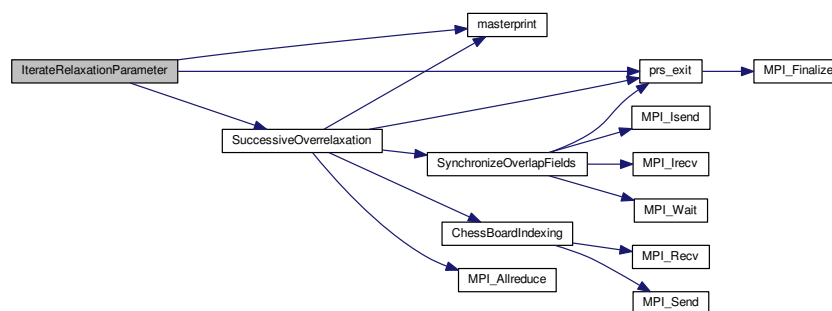 masterprint
IterateRelaxationParameter
prs_exit
MPI_Finalize
MPI_Isend
SuccessiveOverrelaxation
SynchronizeOverlapFields
MPI_Irecv
MPI_Wait
ChessBoardIndexing
MPI_Recv
MPI_Allreduce
MPI_Send